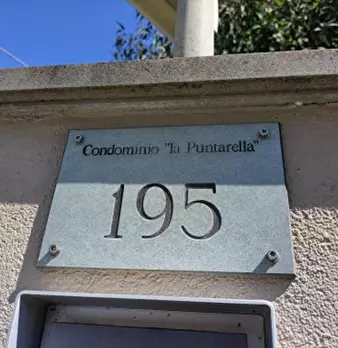 Condominio "la Puntarella"
195